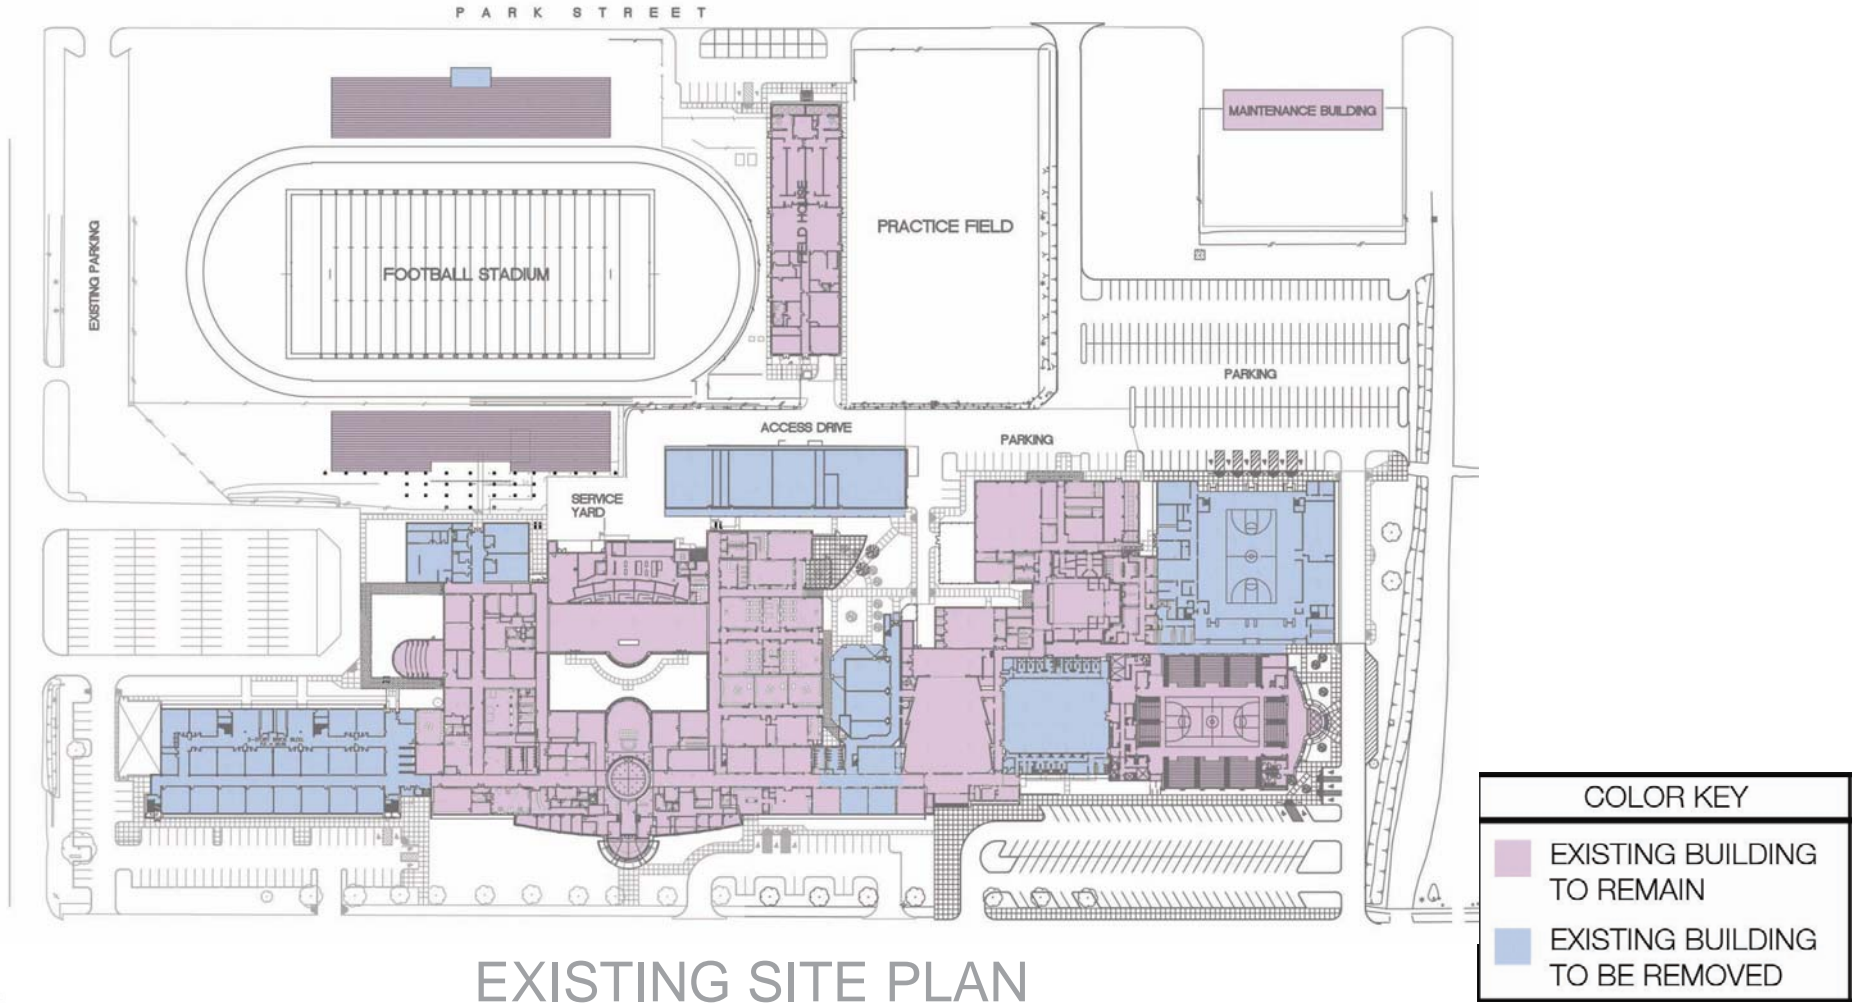 PARK STREET
MAINTENANCE BUILDING
EXISTING PARKING
FIELD HOUSE
PRACTICE FIELD
FOOTBALL STADIUM
PARKING
ACCESS DRIVE
PARKING
SERVICE
YARD
COLOR KEY
EXISTING BUILDING
TO REMAIN
EXISTING BUILDING
TO BE REMOVED
EXISTING SITE PLAN